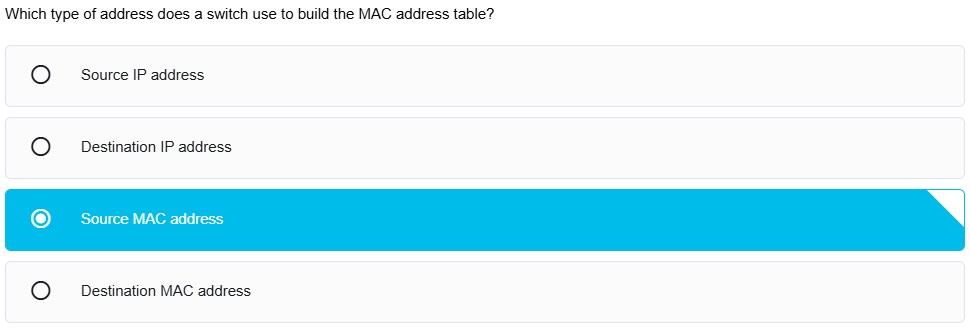 Which type of address does a switch use to build the MAC address table?
Source IP address
Destination IP address
Source MAC address
Destination MAC address